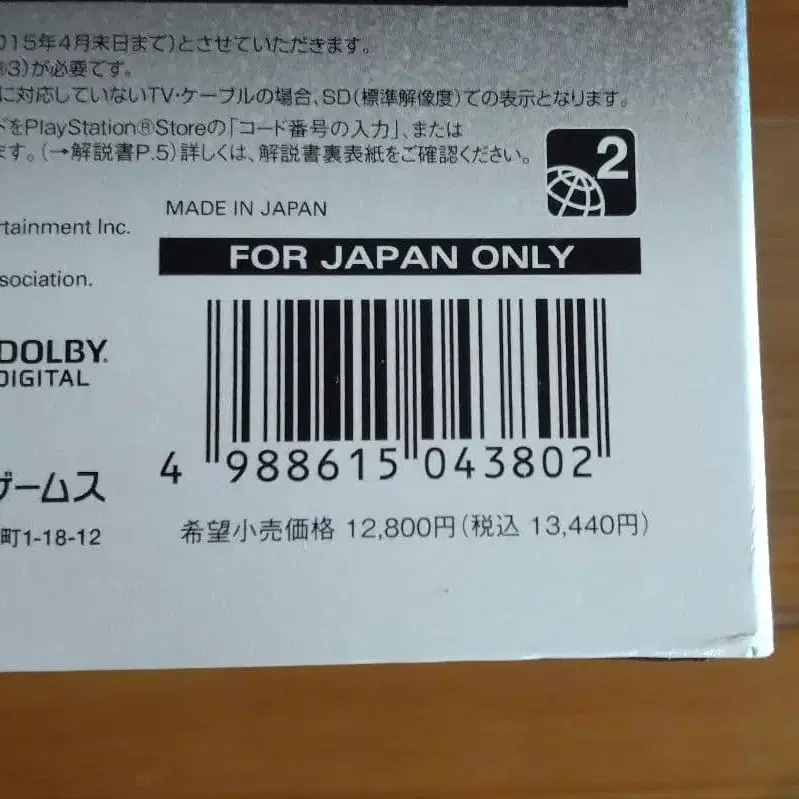 015年4月末日まで)とさせていただきます。
®3)が必要です。
に対応していないTV・ケーブルの場合、SD(標準解像度)での表示となります。
ドをPlayStation®Storeの「コード番号の入力」、または
ます。(→解説書P.5)詳しくは、解説書裏表紙をご確認ください。
2
MADE IN JAPAN
rtainment Inc.
FOR JAPAN ONLY
sociation.
DOLBY
DIGITAL
4 988615 043802
ゲームス
町1-18-12
希望小売価格 12,800円(税込 13,440円)